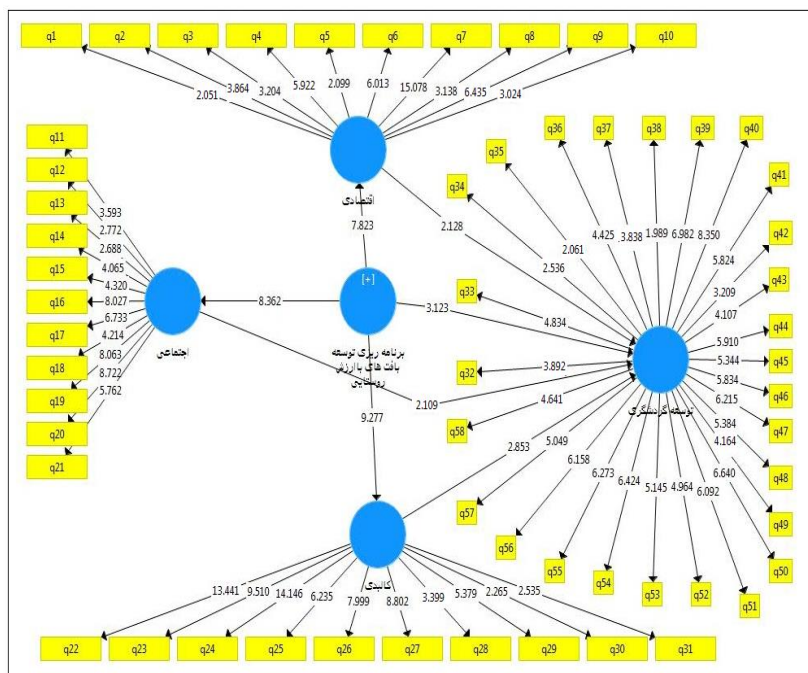 q1 q2 q3 q4 q5 q6 q7 q8 q9 q10
2.051 3.864 3.204 5.922 2.099 6.013 15.078 3.138 6.435 3.024
اقتصادی
7.823
2.128
q11
q12
q13
q14
q15
q16
q17
q18
q19
q20
q21
3.593
2.772
2.688
4.065
4.320
8.027
6.733
4.214
8.063
8.722
5.762
اجتماعی
8.362
[+]
برنامه ریزی توسعه
بافت های باارزش
روستایی
3.123
2.109
9.277
2.853
کالبدی
13.441 9.510 14.146 6.235 7.999 8.802 3.399 5.379 2.265 2.535
q22 q23 q24 q25 q26 q27 q28 q29 q30 q31
توسعه گردشگری
q32 3.892
q33 4.834
q34 2.536
q35 2.061
q36 4.425
q37 3.838
q38 1.989
q39 6.982
q40 8.350
q41 5.824
q42 3.209
q43 4.107
q44 5.910
q45 5.344
q46 5.834
q47 6.215
q48 5.384
q49 4.164
q50 6.640
q51 6.092
q52 4.964
q53 5.145
q54 6.424
q55 6.273
q56 6.158
q57 5.049
q58 4.641